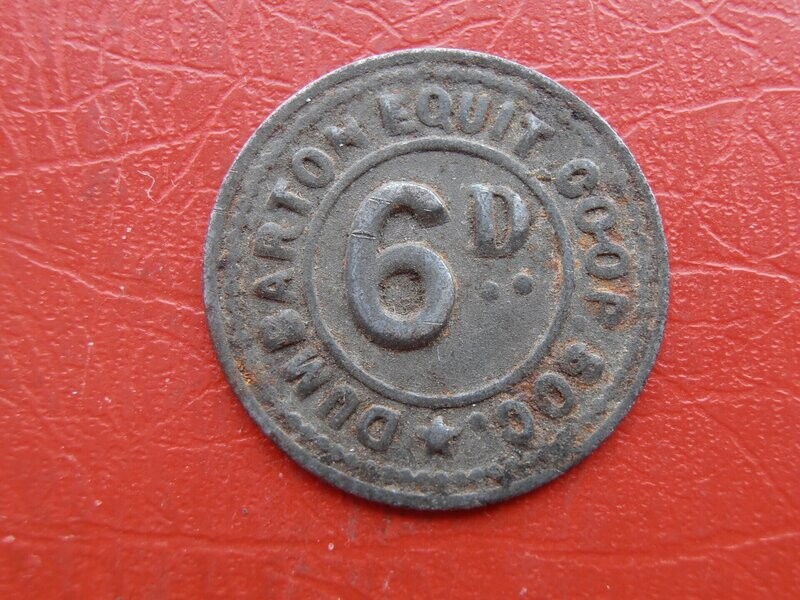 DUMBARTON EQUIT. CO-OP. SOC.
6D